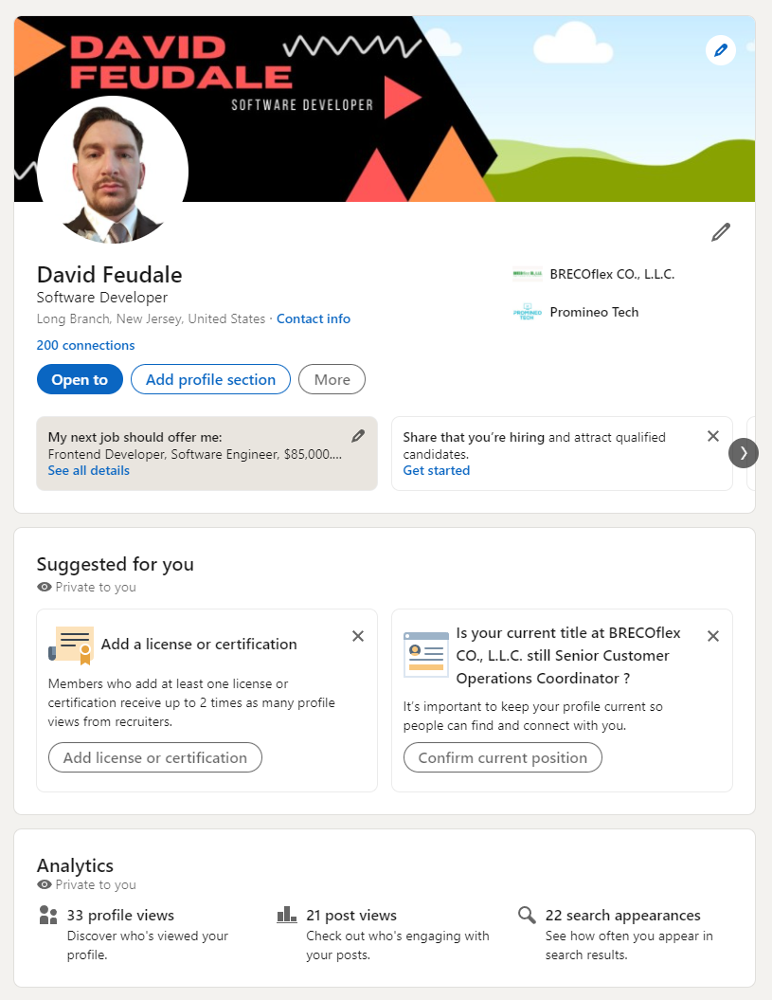 DAVID
FEUDALE
SOFTWARE DEVELOPER
David Feudale
Software Developer
Long Branch, New Jersey, United States · Contact info
200 connections
BRECOflex CO., L.L.C.
PROMINEO
TECH
Promineo Tech
Open to
Add profile section
More
My next job should offer me:
Frontend Developer, Software Engineer, $85,000....
See all details
Share that you're hiring and attract qualified
candidates.
Get started
Suggested for you
Private to you
Add a license or certification
Members who add at least one license or
certification receive up to 2 times as many profile
views from recruiters.
Add license or certification
Is your current title at BRECOflex
CO., L.L.C. still Senior Customer
Operations Coordinator ?
It's important to keep your profile current so
people can find and connect with you.
Confirm current position
Analytics
Private to you
33 profile views
Discover who's viewed your
profile.
21 post views
Check out who's engaging with
your posts.
22 search appearances
See how often you appear in
search results.